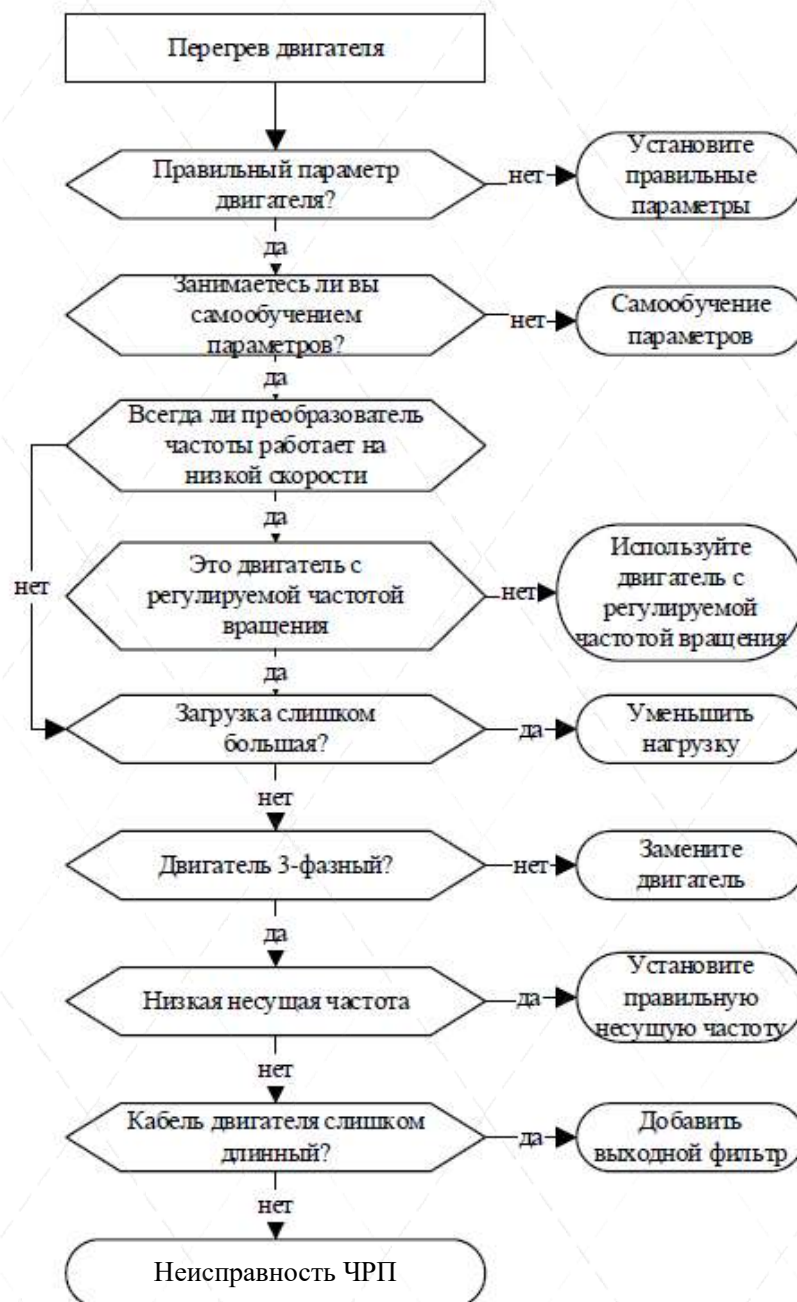 Перегрев двигателя
Правильный параметр
двигателя?
нет
Установите
правильные
параметры
да
Занимаетесь ли вы
самообучением
параметров?
нет
Самообучение
параметров
да
Всегда ли преобразователь
частоты работает на
низкой скорости
да
нет
Это двигатель с
регулируемой частотой
вращения
нет
Используйте
двигатель с
регулируемой
частотой вращения
да
Загрузка слишком
большая?
да
Уменьшить
нагрузку
нет
Двигатель 3-фазный?
нет
Замените
двигатель
да
Низкая несущая частота
да
Установите
правильную
несущую частоту
нет
Кабель двигателя слишком
длинный?
да
Добавить
выходной фильтр
нет
Неисправность ЧРП